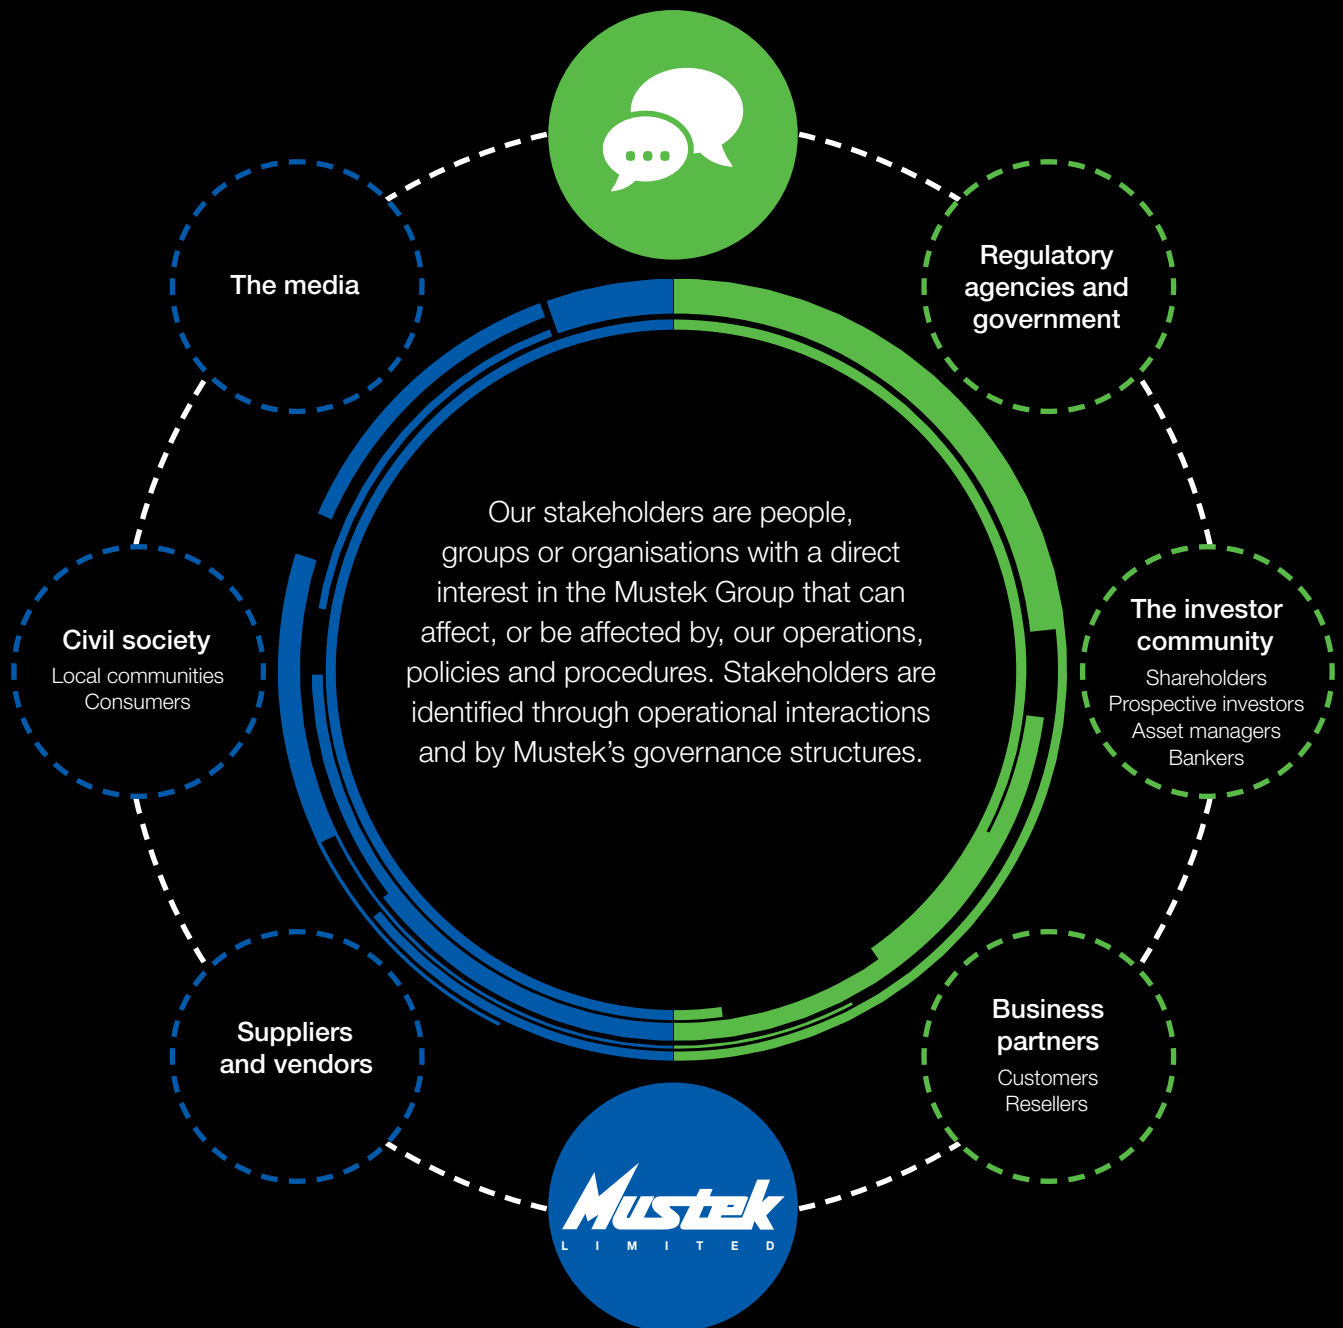 The media
Regulatory
agencies and
government
Our stakeholders are people,
groups or organisations with a direct
interest in the Mustek Group that can
affect, or be affected by, our operations,
policies and procedures. Stakeholders are
identified through operational interactions
and by Mustek’s governance structures.
Civil society
Local communities
Consumers
The investor
community
Shareholders
Prospective investors
Asset managers
Bankers
Suppliers
and vendors
Business
partners
Customers
Resellers
Mustek
LIMITED